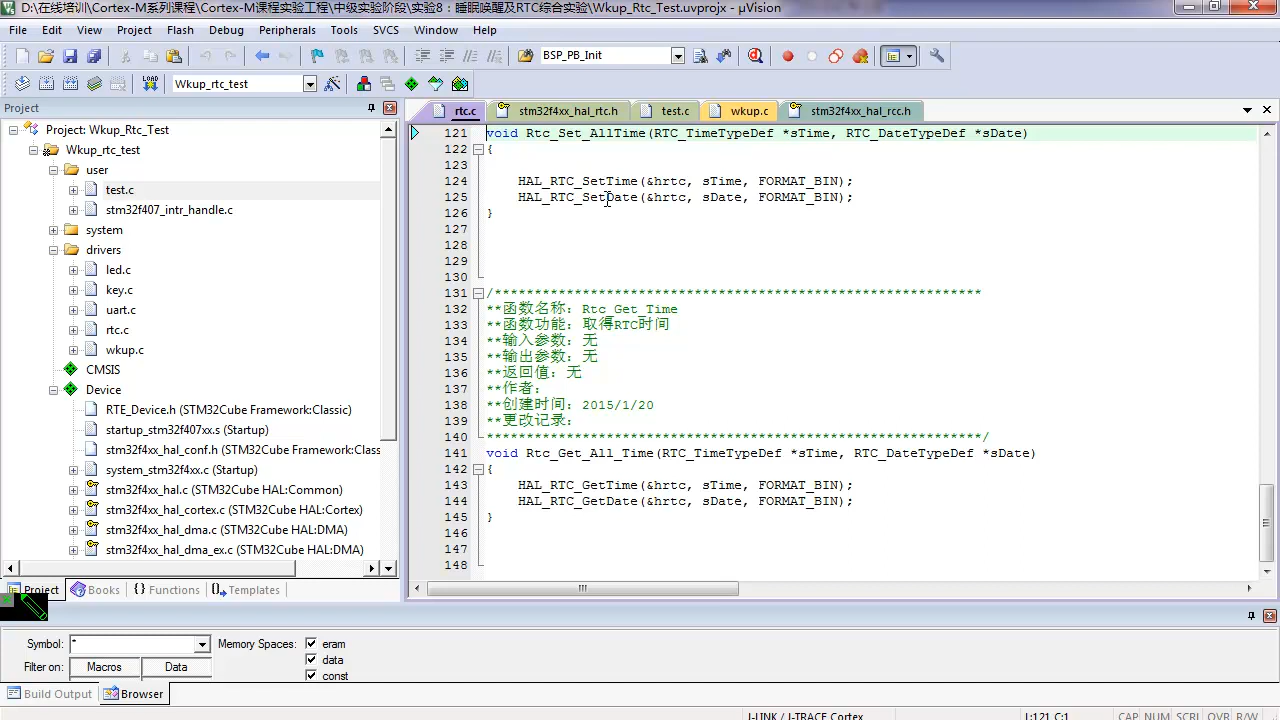 D:\在线培训\Cortex-M系列课程\Cortex-M课程实验工程\中级实验阶段\实验8：睡眠唤醒及RTC综合实验\Wkup_Rtc_Test.uvprojx - µVision
File Edit View Project Flash Debug Peripherals Tools SVCS Window Help
BSP_PB_Init
LOAD Wkup_rtc_test
Project
rtc.c stm32f4xx_hal_rtc.h test.c wkup.c stm32f4xx_hal_rcc.h
Project: Wkup_Rtc_Test
Wkup_rtc_test
user
test.c
stm32f407_intr_handle.c
system
drivers
led.c
key.c
uart.c
rtc.c
wkup.c
CMSIS
Device
RTE_Device.h (STM32Cube Framework:Classic)
startup_stm32f407xx.s (Startup)
stm32f4xx_hal_conf.h (STM32Cube Framework:Class
system_stm32f4xx.c (Startup)
stm32f4xx_hal.c (STM32Cube HAL:Common)
stm32f4xx_hal_cortex.c (STM32Cube HAL:Cortex)
stm32f4xx_hal_dma.c (STM32Cube HAL:DMA)
stm32f4xx_hal_dma_ex.c (STM32Cube HAL:DMA)
121 void Rtc_Set_AllTime(RTC_TimeTypeDef *sTime, RTC_DateTypeDef *sDate)
122 {
123
124 HAL_RTC_SetTime(&hrtc, sTime, FORMAT_BIN);
125 HAL_RTC_SetDate(&hrtc, sDate, FORMAT_BIN);
126 }
127
128
129
130
131 /*************************************************************
132 **函数名称：Rtc_Get_Time
133 **函数功能：取得RTC时间
134 **输入参数：无
135 **输出参数：无
136 **返回值：无
137 **作者：
138 **创建时间：2015/1/20
139 **更改记录：
140 **************************************************************/
141 void Rtc_Get_All_Time(RTC_TimeTypeDef *sTime, RTC_DateTypeDef *sDate)
142 {
143 HAL_RTC_GetTime(&hrtc, sTime, FORMAT_BIN);
144 HAL_RTC_GetDate(&hrtc, sDate, FORMAT_BIN);
145 }
146
147
148
Project Books {} Functions Templates
Symbol: * Memory Spaces: eram
Filter on: Macros Data data
const
Build Output Browser
J-LINK / J-TRACE Cortex L:121 C:1 CAP NUM SCRL OVR R/W